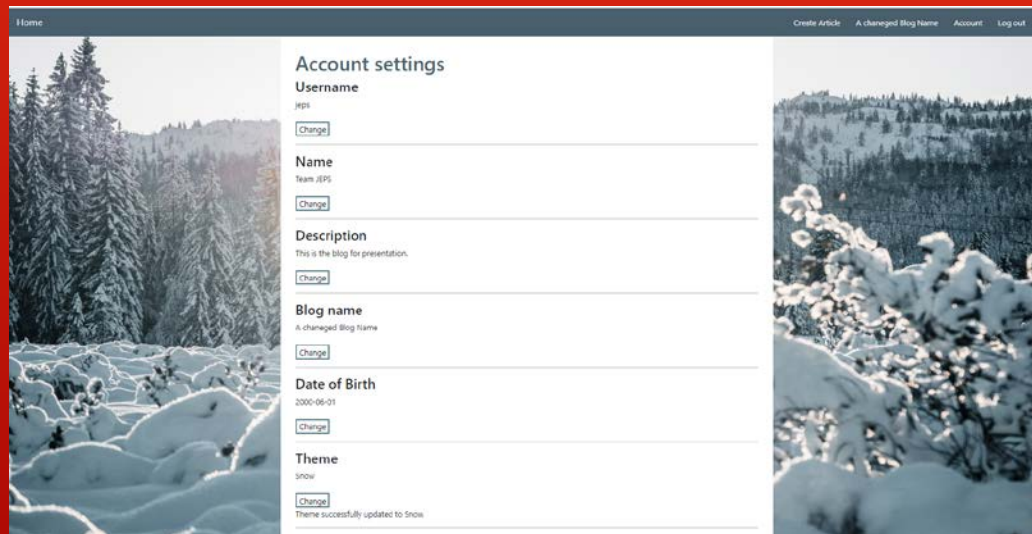 Home Create Article A chaneged Blog Name Account Log out
Account settings
Username
jeps
Change
Name
Team JEPS
Change
Description
This is the blog for presentation.
Change
Blog name
A chaneged Blog Name
Change
Date of Birth
2000-06-01
Change
Theme
Snow
Change
Theme successfully updated to Snow.